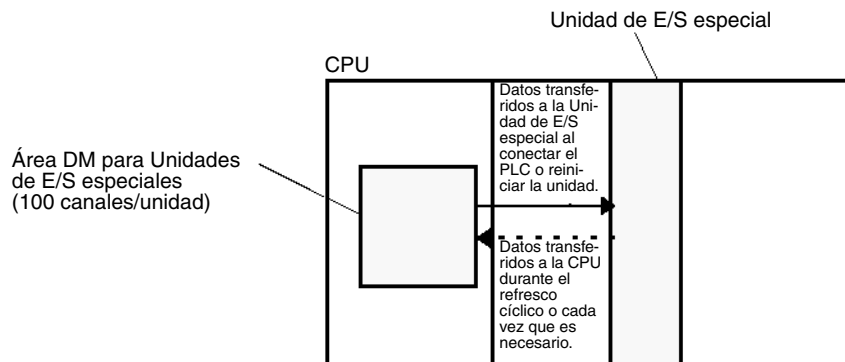 Unidad de E/S especial
CPU
Datos transfe-
ridos a la Uni-
dad de E/S
especial al
conectar el
PLC o reini-
ciar la unidad.
Área DM para Unidades
de E/S especiales
(100 canales/unidad)
Datos transfe-
ridos a la CPU
durante el
refresco
cíclico o cada
vez que es
necesario.